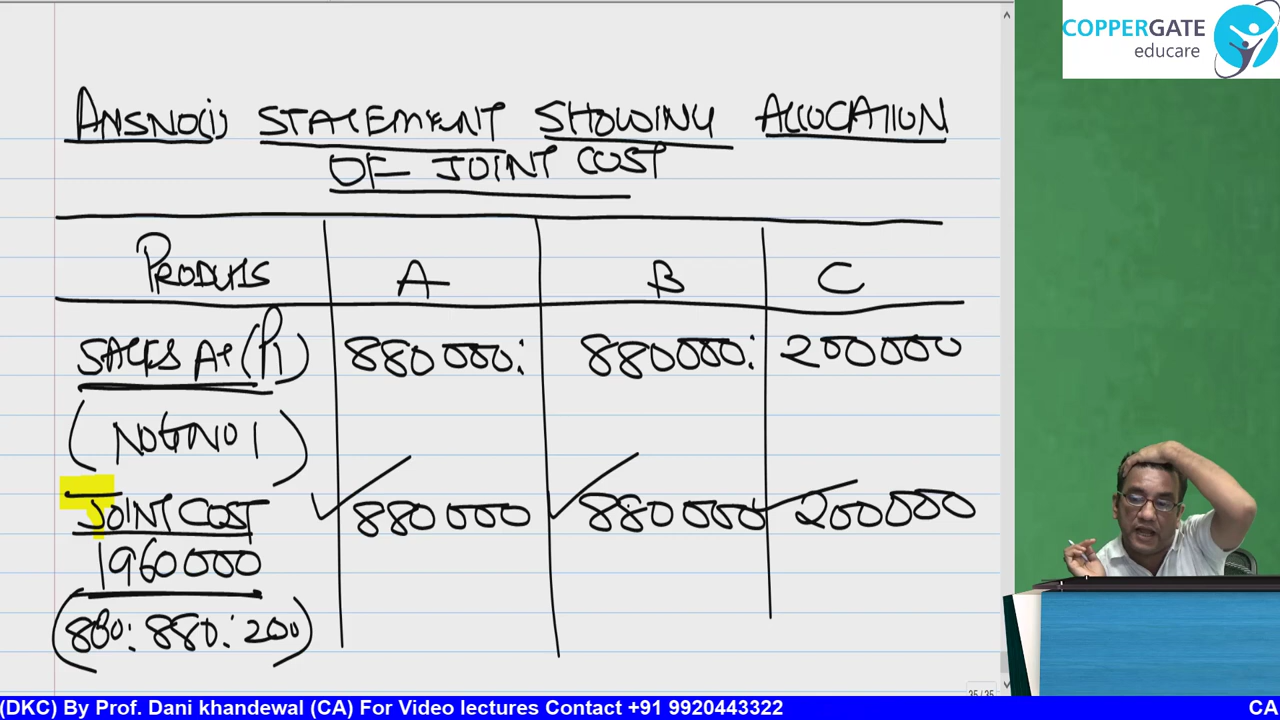 COPPERGATE
educare
ANSNO(i) STATEMENT SHOWING ALLOCATION
OF JOINT COST
PRODUCTS A B C
SALES AT (P1) 880000: 880000: 200000
(NOTENO 1)
JOINT COST 880000 880000 200000
1960000
(880: 880: 200)
35/35
(DKC) By Prof. Dani khandewal (CA) For Video lectures Contact +91 9920443322 CA